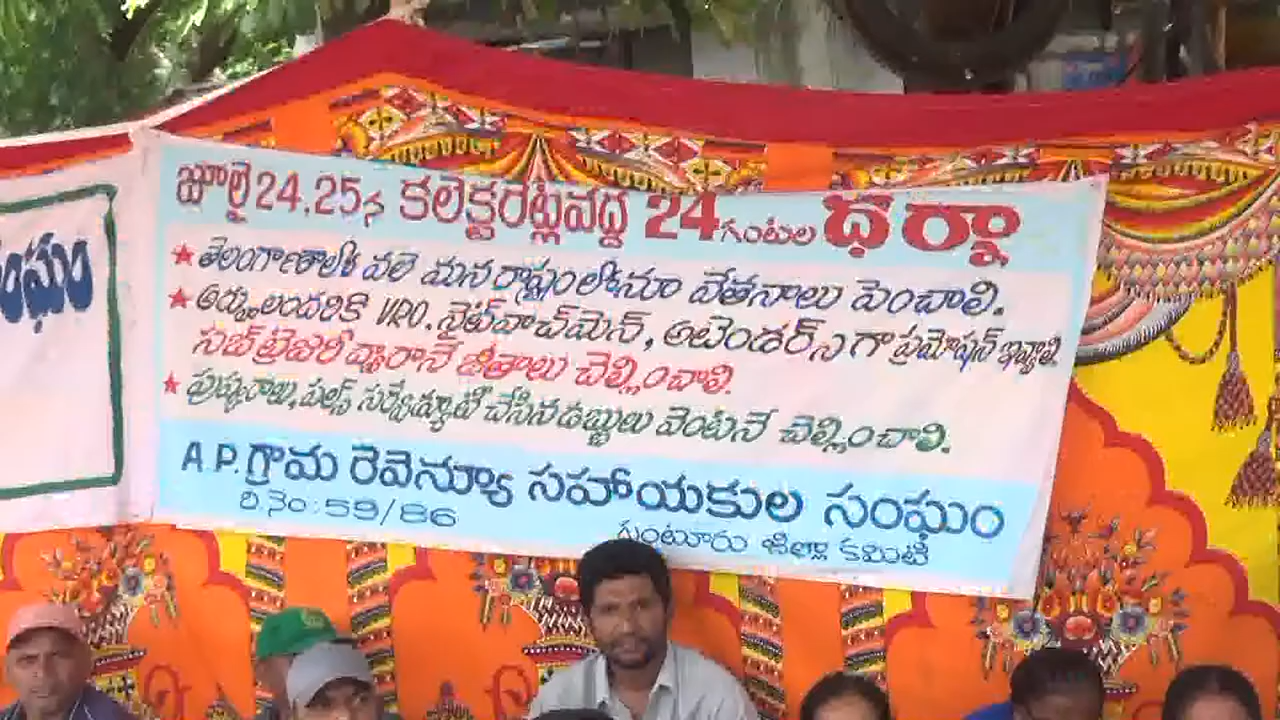 సంఘం
జూలై 24,25న కలెక్టరేట్లవద్ద 24గంటల ధర్నా
★ తెలంగాణాలోని వలె మన రాష్ట్రంలోనూ వేతనాలు పెంచాలి.
★ అర్హులందరికి VRO, నైట్‌వాచ్‌మెన్, అటెండర్స్‌గా ప్రమోషన్ ఇవ్వాలి
సబ్ ట్రెజరీ ద్వారానే జీతాలు చెల్లించాలి.
★ పుష్కరాలు, పల్స్ సర్వేడ్యూటీ చేసిన డబ్బులు వెంటనే చెల్లించాలి.
A.P. గ్రామ రెవెన్యూ సహాయకుల సంఘం
రి.నెం: 59/86
గుంటూరు జిల్లా కమిటీ